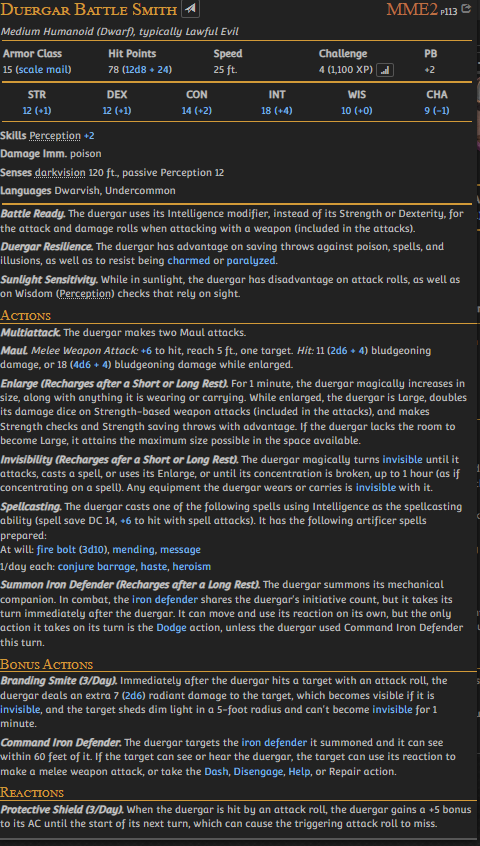 Duergar Battle Smith MME2 p113
Medium Humanoid (Dwarf), typically Lawful Evil
Armor Class Hit Points Speed Challenge PB
15 (scale mail) 78 (12d8 + 24) 25 ft. 4 (1,100 XP) +2
STR DEX CON INT WIS CHA
12 (+1) 12 (+1) 14 (+2) 18 (+4) 10 (+0) 9 (−1)
Skills Perception +2
Damage Imm. poison
Senses darkvision 120 ft., passive Perception 12
Languages Dwarvish, Undercommon
Battle Ready. The duergar uses its Intelligence modifier, instead of its Strength or Dexterity, for
the attack and damage rolls when attacking with a weapon (included in the attacks).
Duergar Resilience. The duergar has advantage on saving throws against poison, spells, and
illusions, as well as to resist being charmed or paralyzed.
Sunlight Sensitivity. While in sunlight, the duergar has disadvantage on attack rolls, as well as
on Wisdom (Perception) checks that rely on sight.
Actions
Multiattack. The duergar makes two Maul attacks.
Maul. Melee Weapon Attack: +6 to hit, reach 5 ft., one target. Hit: 11 (2d6 + 4) bludgeoning
damage, or 18 (4d6 + 4) bludgeoning damage while enlarged.
Enlarge (Recharges after a Short or Long Rest). For 1 minute, the duergar magically increases in
size, along with anything it is wearing or carrying. While enlarged, the duergar is Large, doubles
its damage dice on Strength-based weapon attacks (included in the attacks), and makes
Strength checks and Strength saving throws with advantage. If the duergar lacks the room to
become Large, it attains the maximum size possible in the space available.
Invisibility (Recharges afer a Short or Long Rest). The duergar magically turns invisible until it
attacks, casts a spell, or uses its Enlarge, or until its concentration is broken, up to 1 hour (as if
concentrating on a spell). Any equipment the duergar wears or carries is invisible with it.
Spellcasting. The duergar casts one of the following spells using Intelligence as the spellcasting
ability (spell save DC 14, +6 to hit with spell attacks). It has the following artificer spells
prepared:
At will: fire bolt (3d10), mending, message
1/day each: conjure barrage, haste, heroism
Summon Iron Defender (Recharges after a Long Rest). The duergar summons its mechanical
companion. In combat, the iron defender shares the duergar's initiative count, but it takes its
turn immediately after the duergar. It can move and use its reaction on its own, but the only
action it takes on its turn is the Dodge action, unless the duergar used Command Iron Defender
this turn.
Bonus Actions
Branding Smite (3/Day). Immediately after the duergar hits a target with an attack roll, the
duergar deals an extra 7 (2d6) radiant damage to the target, which becomes visible if it is
invisible, and the target sheds dim light in a 5-foot radius and can't become invisible for 1
minute.
Command Iron Defender. The duergar targets the iron defender it summoned and it can see
within 60 feet of it. If the target can see or hear the duergar, the target can use its reaction to
make a melee weapon attack, or take the Dash, Disengage, Help, or Repair action.
Reactions
Protective Shield (3/Day). When the duergar is hit by an attack roll, the duergar gains a +5 bonus
to its AC until the start of its next turn, which can cause the triggering attack roll to miss.